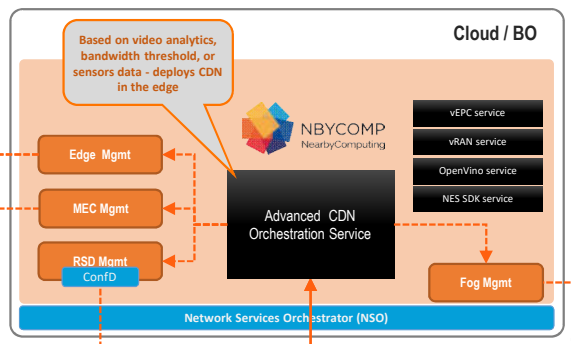 Cloud / BO
Based on video analytics,
bandwidth threshold, or
sensors data - deploys CDN
in the edge
NBYCOMP
NearbyComputing
vEPC service
vRAN service
OpenVino service
NES SDK service
Edge Mgmt
MEC Mgmt
RSD Mgmt
ConfD
Advanced CDN
Orchestration Service
Fog Mgmt
Network Services Orchestrator (NSO)